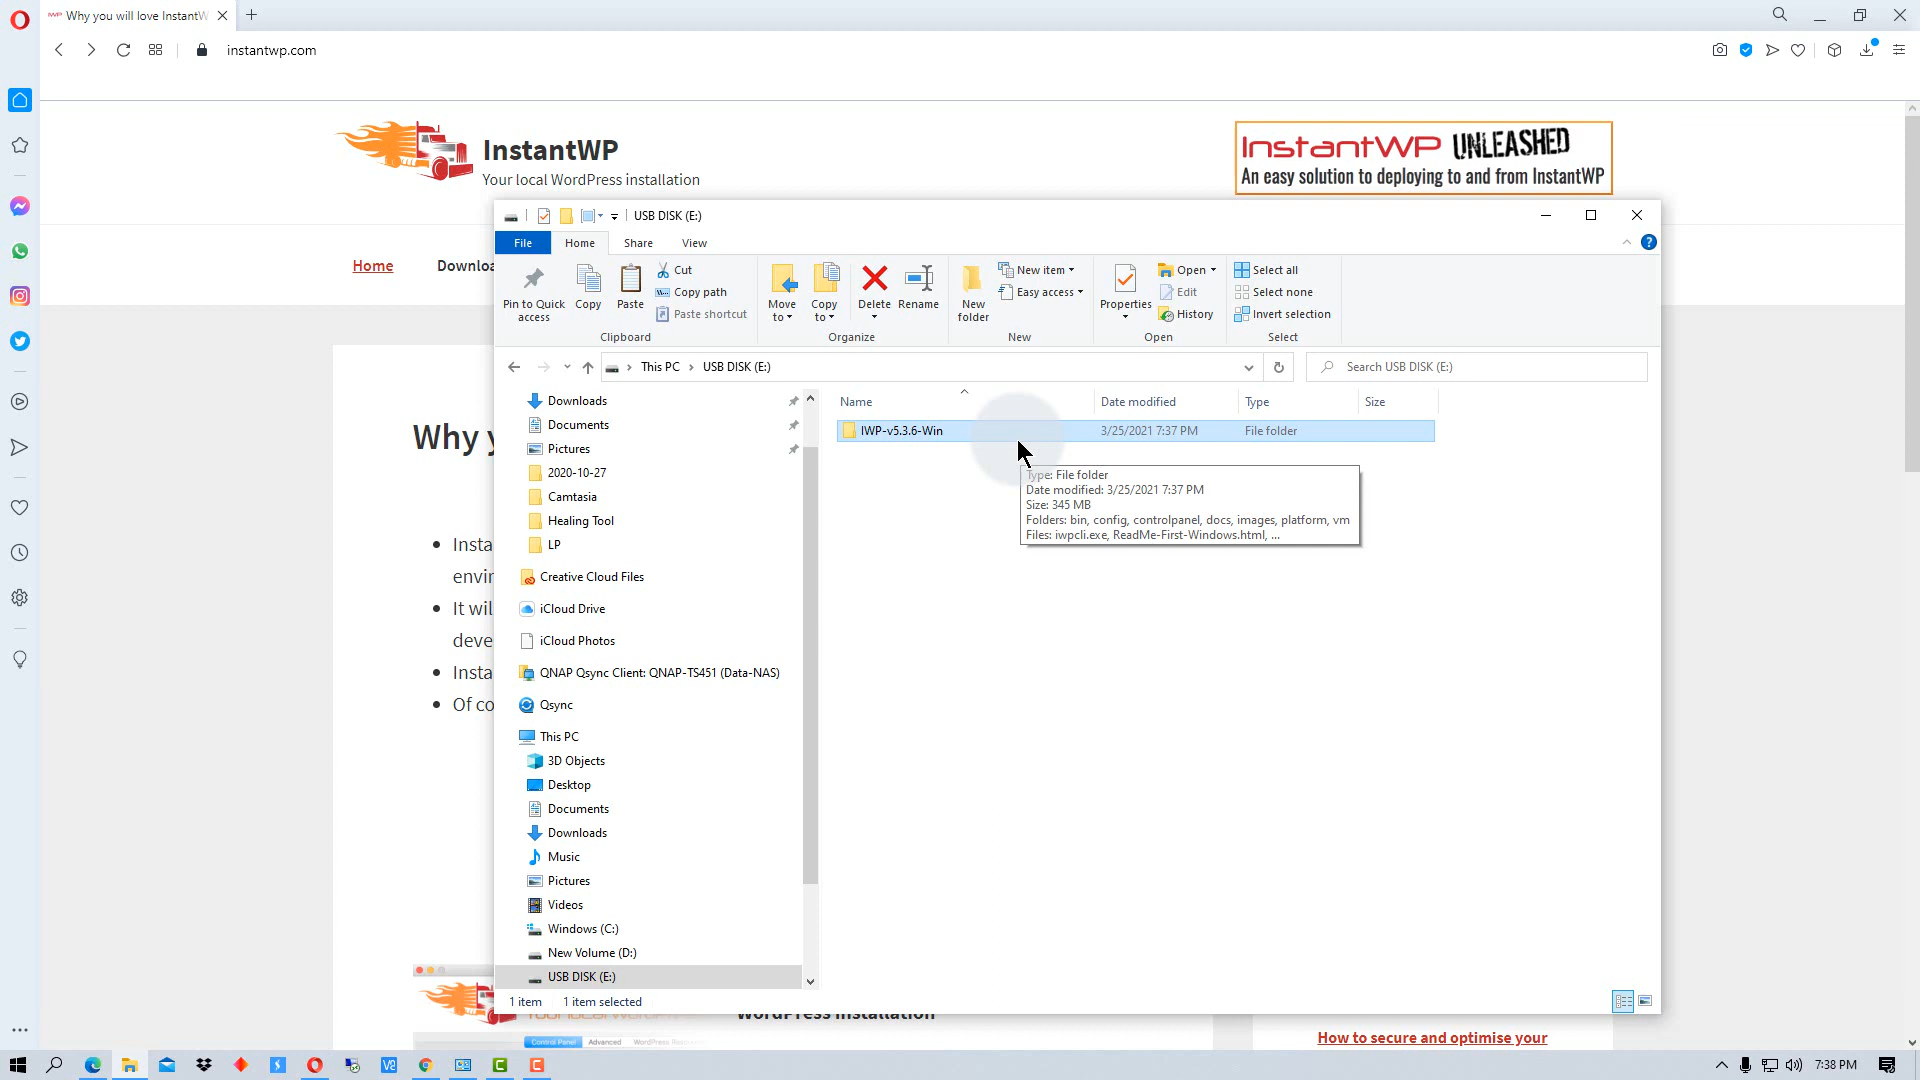 Why you will love InstantW
instantwp.com
InstantWP
Your local WordPress installation
InstantWP UNLEASHED
An easy solution to deploying to and from InstantWP
Home
Downloa
USB DISK (E:)
File
Home
Share
View
Pin to Quick access
Copy
Paste
Cut
Copy path
Paste shortcut
Clipboard
Move to
Copy to
Delete
Rename
Organize
New folder
New item
Easy access
New
Properties
Open
Edit
History
Open
Select all
Select none
Invert selection
Select
This PC
USB DISK (E:)
Search USB DISK (E:)
Downloads
Documents
Pictures
2020-10-27
Camtasia
Healing Tool
LP
Creative Cloud Files
iCloud Drive
iCloud Photos
QNAP Qsync Client: QNAP-TS451 (Data-NAS)
Qsync
This PC
3D Objects
Desktop
Documents
Downloads
Music
Pictures
Videos
Windows (C:)
New Volume (D:)
USB DISK (E:)
Name
Date modified
Type
Size
IWP-v5.3.6-Win
3/25/2021 7:37 PM
File folder
Type: File folder
Date modified: 3/25/2021 7:37 PM
Size: 345 MB
Folders: bin, config, controlpanel, docs, images, platform, vm
Files: iwpcli.exe, ReadMe-First-Windows.html, ...
1 item
1 item selected
Why y
Insta
envir
It wil
deve
Insta
Of co
WordPress installation
Control Panel
Advanced
How to secure and optimise your
7:38 PM